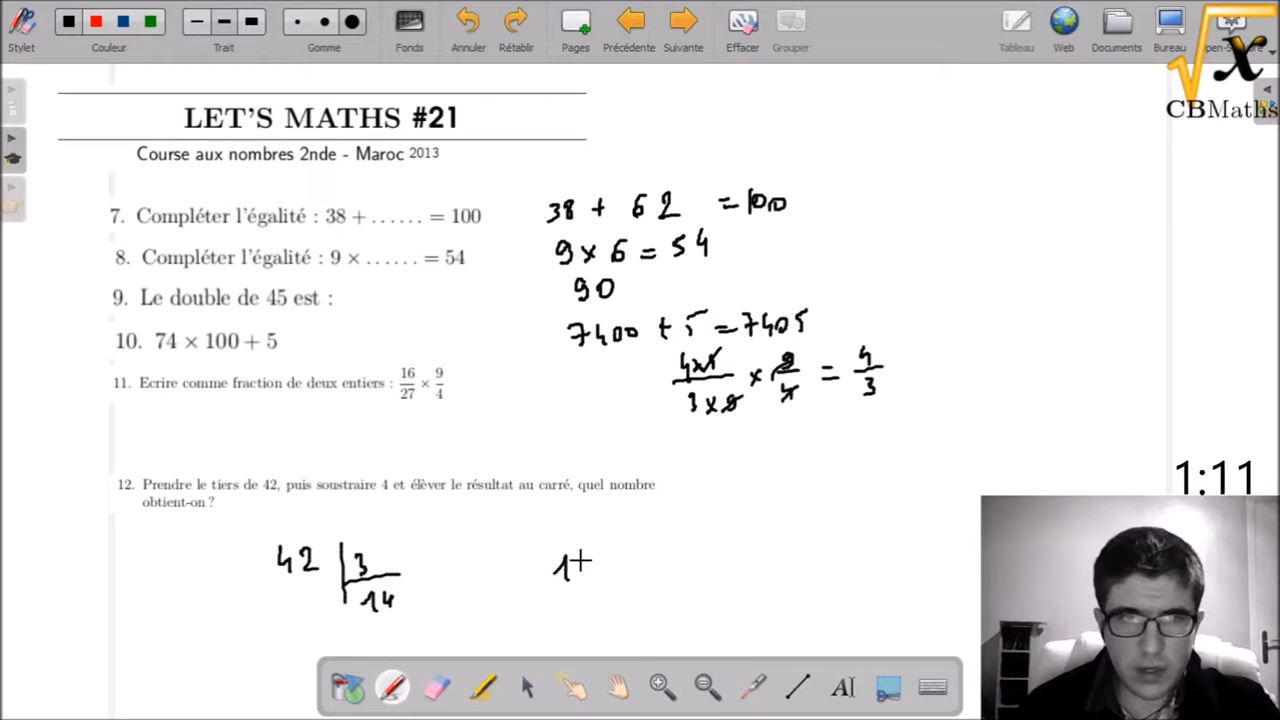 Stylet Couleur Trait Gomme Fonds Annuler Rétablir Pages Précédente Suivante Effacer Grouper Tableau Web Documents Bureau
CBMaths
LET'S MATHS #21
Course aux nombres 2nde - Maroc 2013
7. Compléter l'égalité : 38 + ...... = 100
38 + 62 = 100
8. Compléter l'égalité : 9 × ...... = 54
9 × 6 = 54
9. Le double de 45 est :
90
10. 74 × 100 + 5
7400 + 5 = 7405
11. Ecrire comme fraction de deux entiers : 16/27 × 9/4
= 4/3
1:11
12. Prendre le tiers de 42, puis soustraire 4 et élèver le résultat au carré, quel nombre
obtient-on ?
42 | 3
14
1